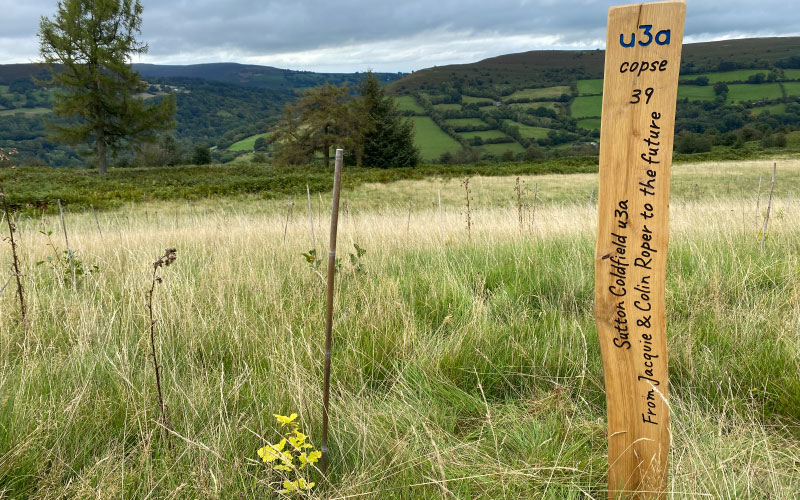 u3a
copse
39
Sutton Coldfield u3a
From Jacquie & Colin Roper to the future